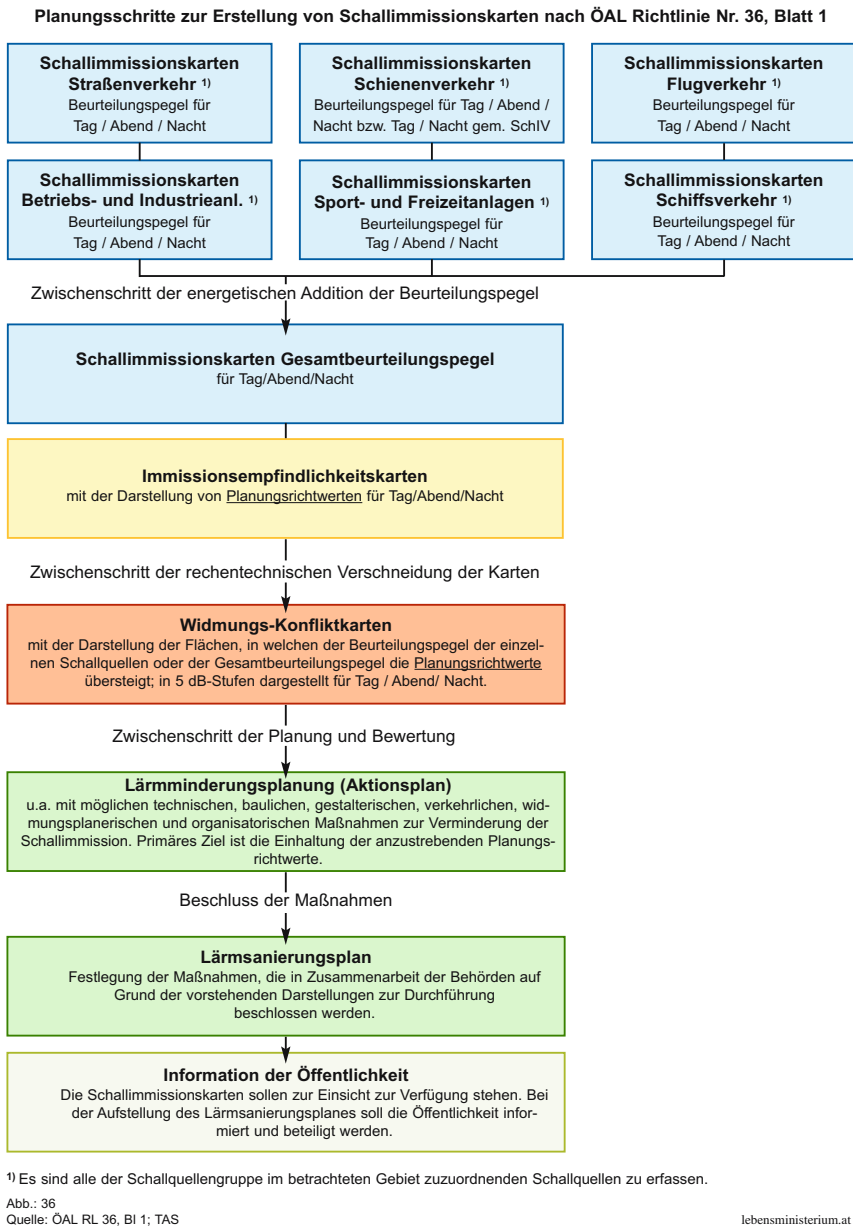 Planungsschritte zur Erstellung von Schallimmissionskarten nach ÖAL Richtlinie Nr. 36, Blatt 1
Schallimmissionskarten
Straßenverkehr 1)
Beurteilungspegel für
Tag / Abend / Nacht
Schallimmissionskarten
Schienenverkehr 1)
Beurteilungspegel für Tag / Abend /
Nacht bzw. Tag / Nacht gem. SchIV
Schallimmissionskarten
Flugverkehr 1)
Beurteilungspegel für
Tag / Abend / Nacht
Schallimmissionskarten
Betriebs- und Industrieanl. 1)
Beurteilungspegel für
Tag / Abend / Nacht
Schallimmissionskarten
Sport- und Freizeitanlagen 1)
Beurteilungspegel für
Tag / Abend / Nacht
Schallimmissionskarten
Schiffsverkehr 1)
Beurteilungspegel für
Tag / Abend / Nacht
Zwischenschritt der energetischen Addition der Beurteilungspegel
Schallimmissionskarten Gesamtbeurteilungspegel
für Tag/Abend/Nacht
Immissionsempfindlichkeitskarten
mit der Darstellung von Planungsrichtwerten für Tag/Abend/Nacht
Zwischenschritt der rechentechnischen Verschneidung der Karten
Widmungs-Konfliktkarten
mit der Darstellung der Flächen, in welchen der Beurteilungspegel der einzel-
nen Schallquellen oder der Gesamtbeurteilungspegel die Planungsrichtwerte
übersteigt; in 5 dB-Stufen dargestellt für Tag / Abend/ Nacht.
Zwischenschritt der Planung und Bewertung
Lärmminderungsplanung (Aktionsplan)
u.a. mit möglichen technischen, baulichen, gestalterischen, verkehrlichen, wid-
mungsplanerischen und organisatorischen Maßnahmen zur Verminderung der
Schallimmission. Primäres Ziel ist die Einhaltung der anzustrebenden Planungs-
richtwerte.
Beschluss der Maßnahmen
Lärmsanierungsplan
Festlegung der Maßnahmen, die in Zusammenarbeit der Behörden auf
Grund der vorstehenden Darstellungen zur Durchführung
beschlossen werden.
Information der Öffentlichkeit
Die Schallimmissionskarten sollen zur Einsicht zur Verfügung stehen. Bei
der Aufstellung des Lärmsanierungsplanes soll die Öffentlichkeit infor-
miert und beteiligt werden.
1) Es sind alle der Schallquellengruppe im betrachteten Gebiet zuzuordnenden Schallquellen zu erfassen.
Abb.: 36
Quelle: ÖAL RL 36, Bl 1; TAS
lebensministerium.at